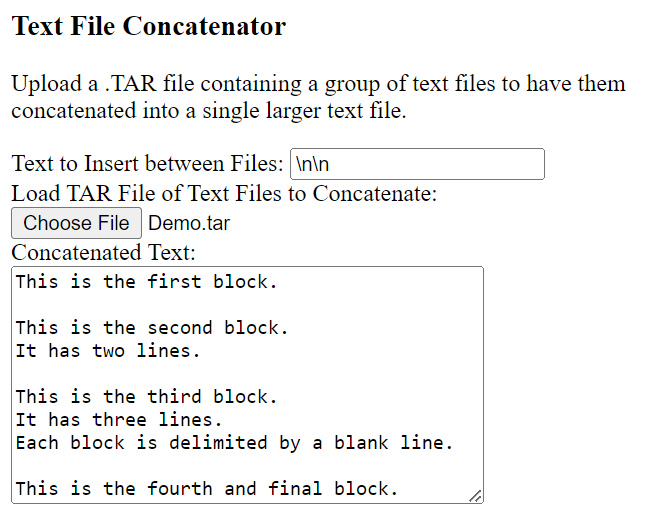 Text File Concatenator
Upload a .TAR file containing a group of text files to have them
concatenated into a single larger text file.
Text to Insert between Files: \n\n
Load TAR File of Text Files to Concatenate:
Choose File Demo.tar
Concatenated Text:
This is the first block.
This is the second block.
It has two lines.
This is the third block.
It has three lines.
Each block is delimited by a blank line.
This is the fourth and final block.